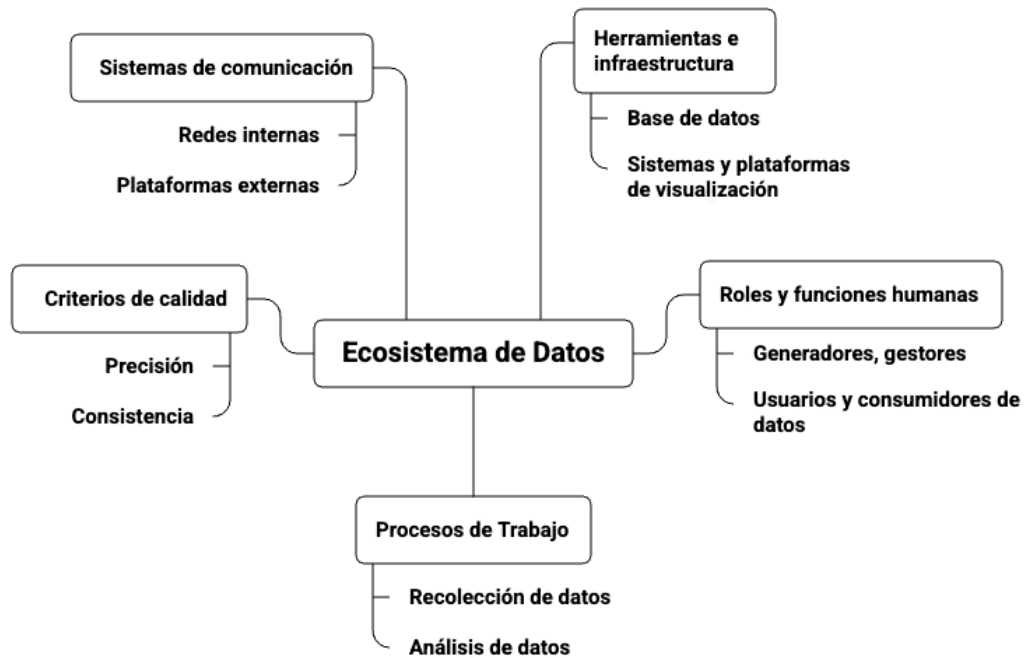 Sistemas de comunicación
Redes internas
Plataformas externas
Herramientas e
infraestructura
Base de datos
Sistemas y plataformas
de visualización
Criterios de calidad
Precisión
Consistencia
Ecosistema de Datos
Roles y funciones humanas
Generadores, gestores
Usuarios y consumidores de
datos
Procesos de Trabajo
Recolección de datos
Análisis de datos